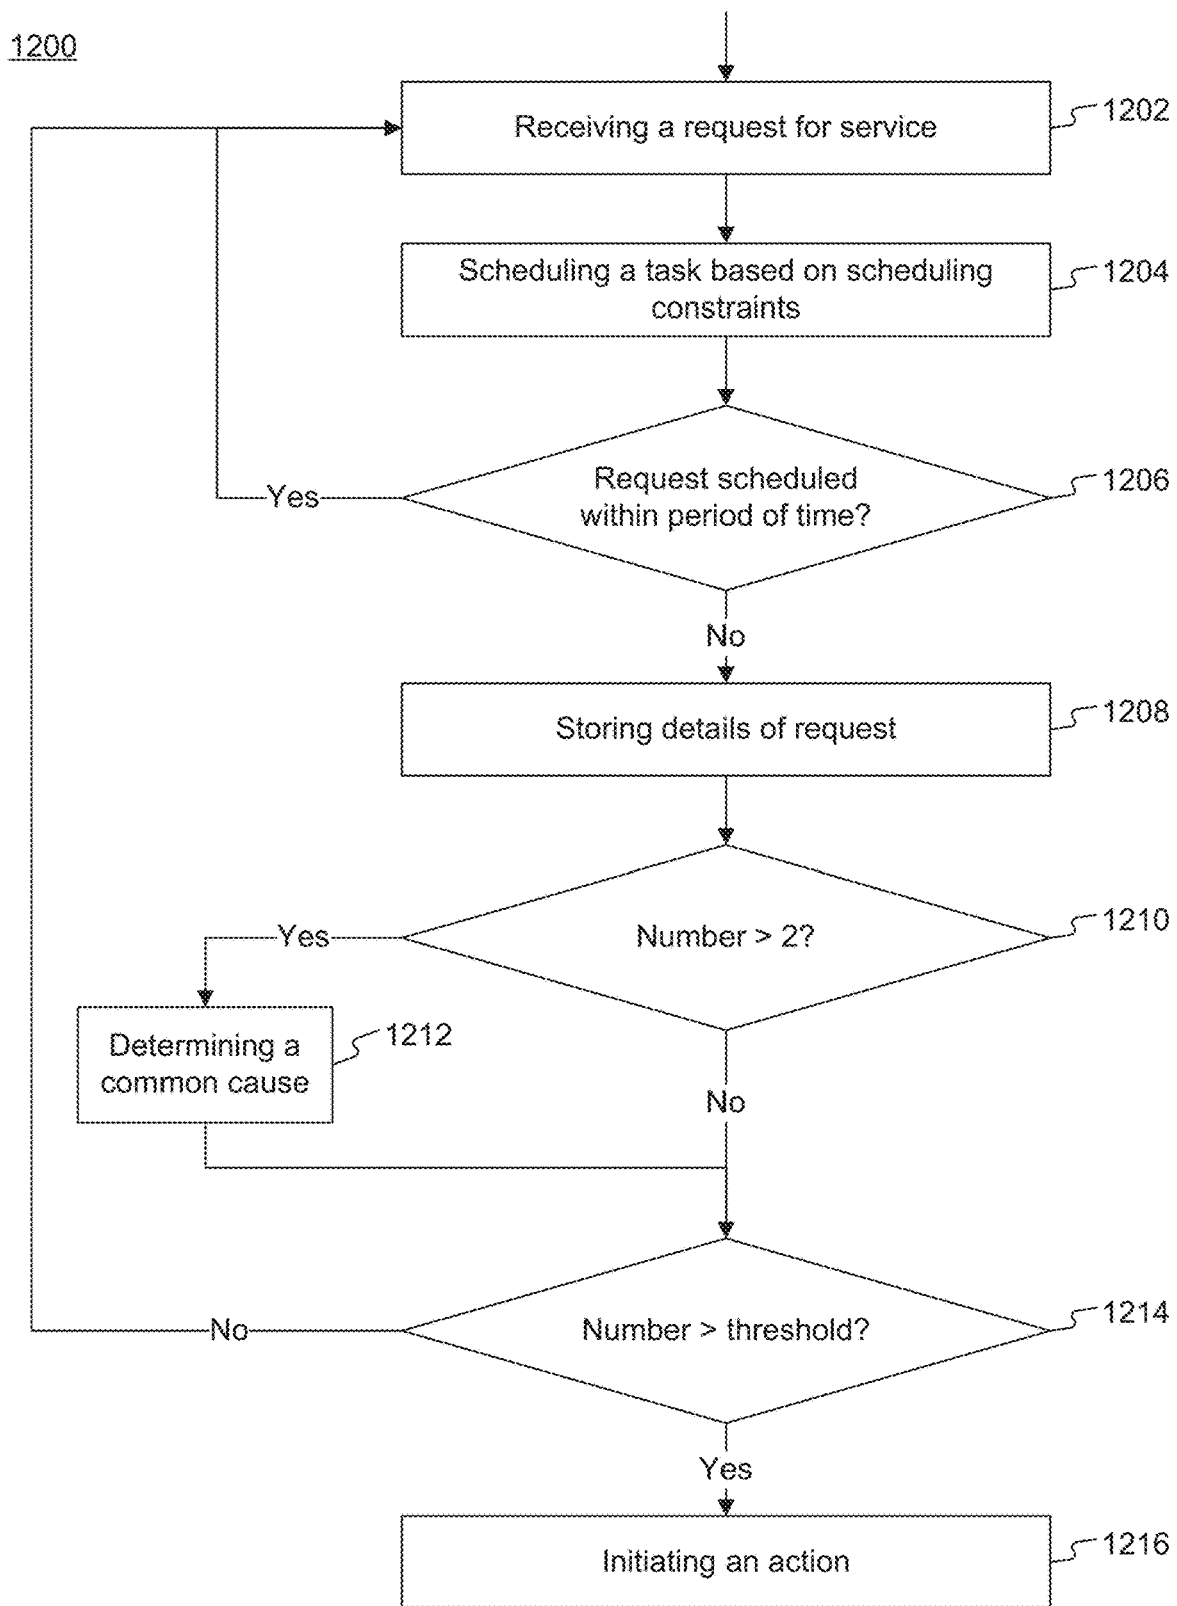 1200
Receiving a request for service
1202
Scheduling a task based on scheduling
constraints
1204
Request scheduled
within period of time?
1206
Yes
No
Storing details of request
1208
Number > 2?
1210
Yes
Determining a
common cause
1212
No
Number > threshold?
1214
No
Yes
Initiating an action
1216